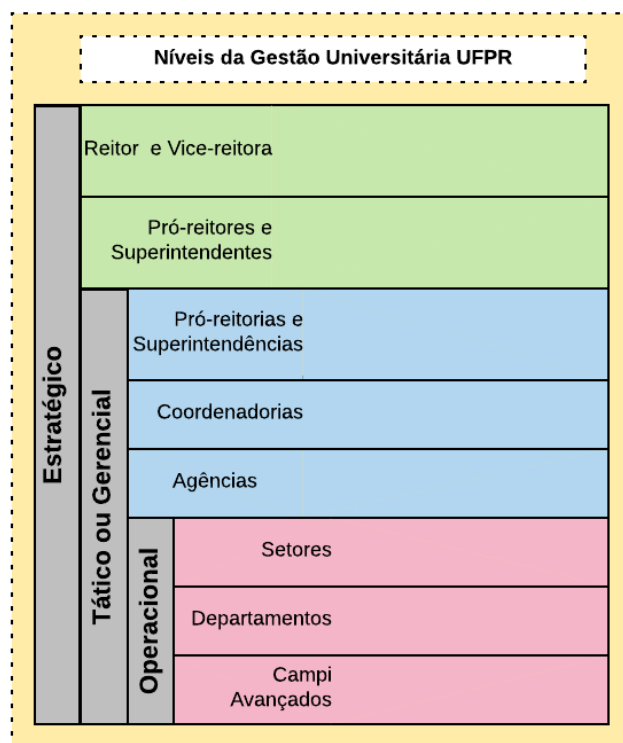 Níveis da Gestão Universitária UFPR
Estratégico
Reitor e Vice-reitora
Pró-reitores e
Superintendentes
Tático ou Gerencial
Pró-reitorias e
Superintendências
Coordenadorias
Agências
Operacional
Setores
Departamentos
Campi
Avançados